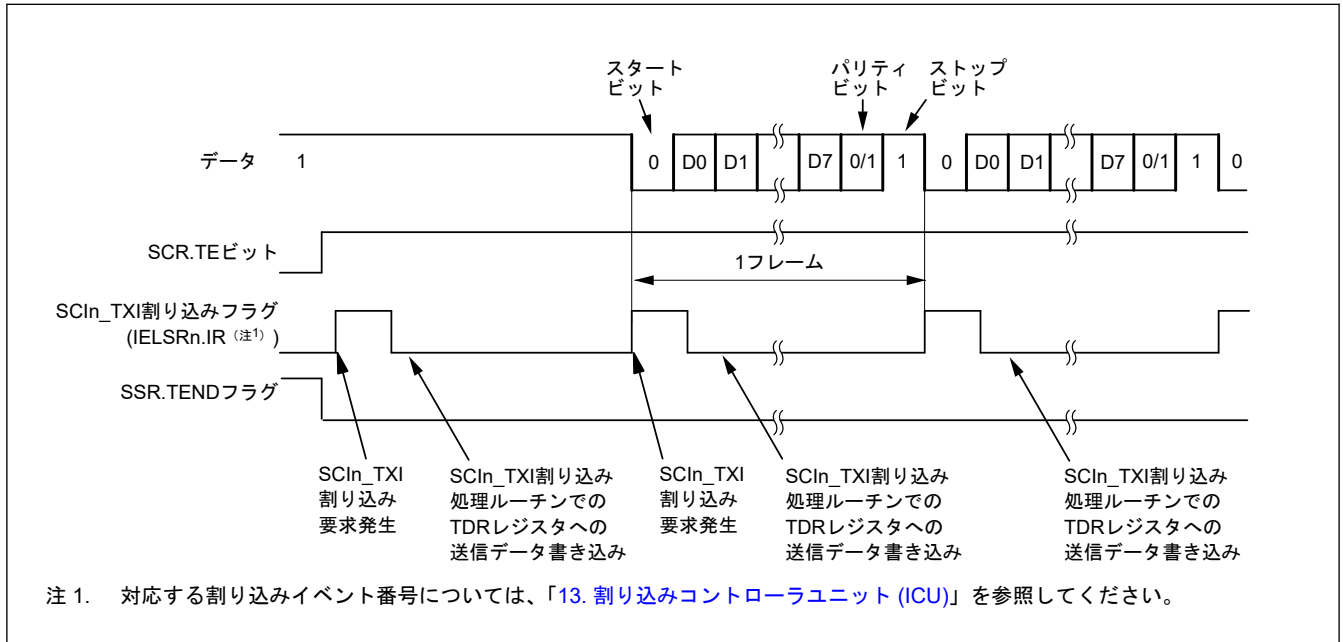 スタート
ビット
パリティ
ビット
ストップ
ビット
データ 1
0 D0 D1 D7 0/1 1 0 D0 D1 D7 0/1 1 0
SCR.TEビット
1フレーム
SCIn_TXI割り込みフラグ
(IELSRn.IR（注1）)
SSR.TENDフラグ
SCIn_TXI
割り込み
要求発生
SCIn_TXI割り込み
処理ルーチンでの
TDRレジスタへの
送信データ書き込み
SCIn_TXI
割り込み
要求発生
SCIn_TXI割り込み
処理ルーチンでの
TDRレジスタへの
送信データ書き込み
SCIn_TXI割り込み
処理ルーチンでの
TDRレジスタへの
送信データ書き込み
注 1. 対応する割り込みイベント番号については、「13. 割り込みコントローラユニット (ICU)」を参照してください。